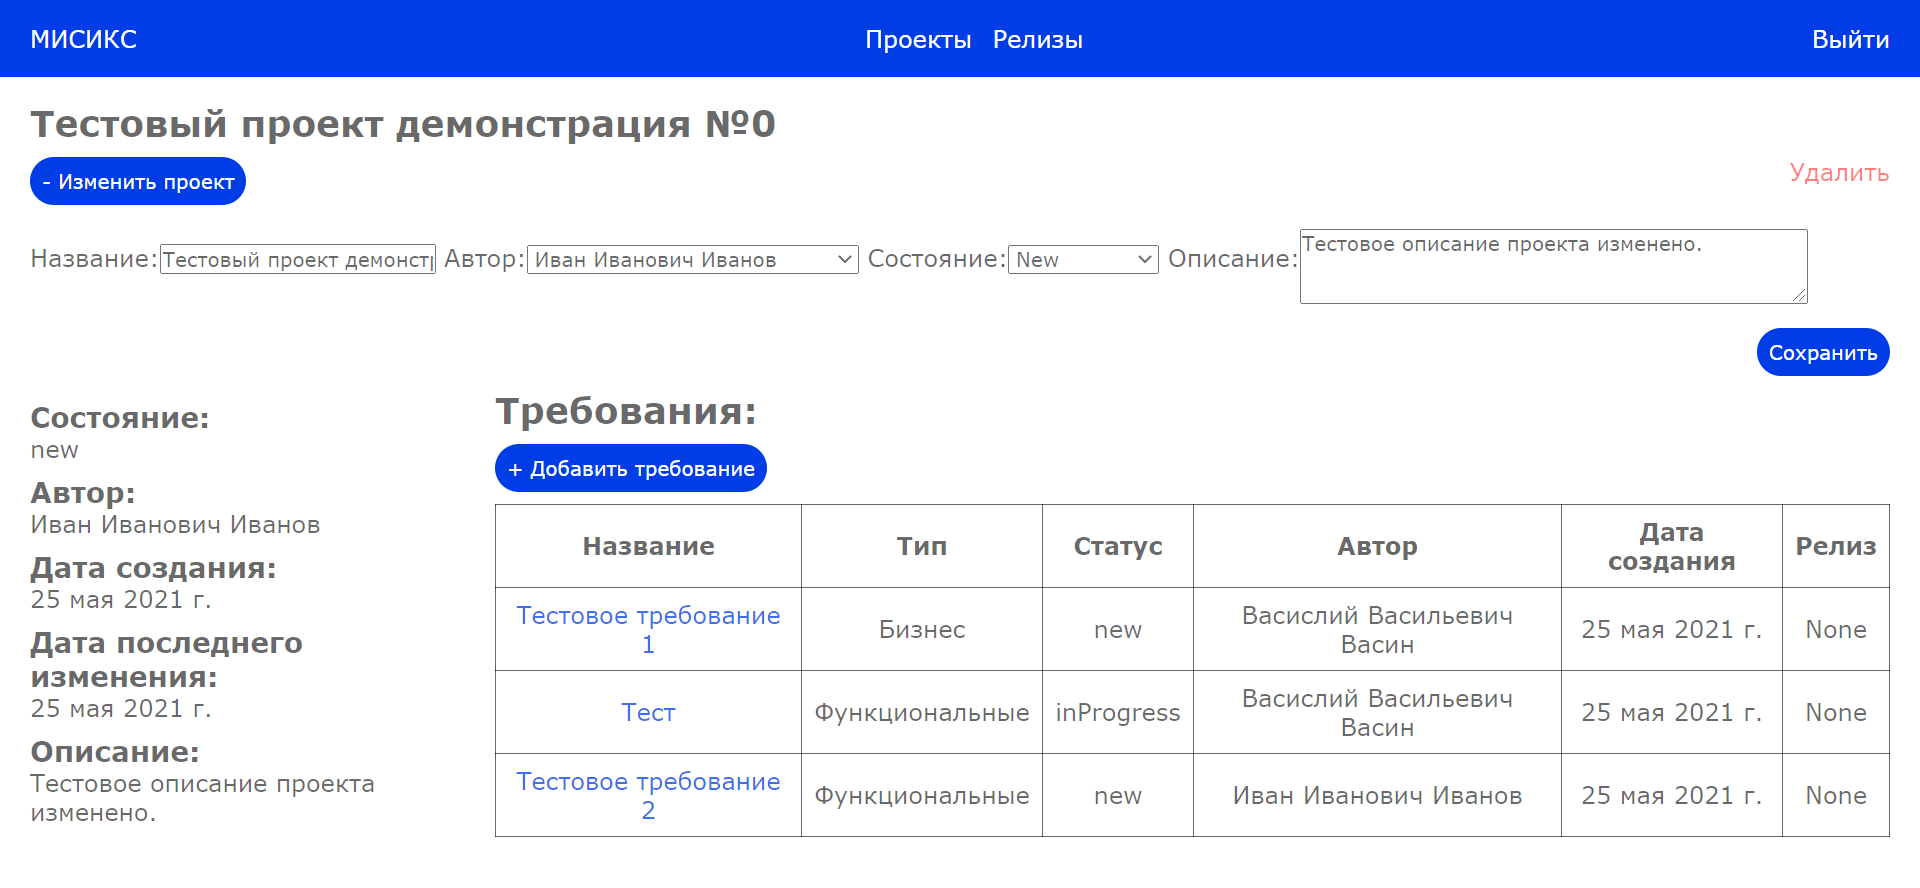 МИСИКС Проекты Релизы Выйти
Тестовый проект демонстрация №0
- Изменить проект Удалить
Название: Тестовый проект демонстр Автор: Иван Иванович Иванов Состояние: New Описание: Тестовое описание проекта изменено.
Сохранить
Состояние:
new
Автор:
Иван Иванович Иванов
Дата создания:
25 мая 2021 г.
Дата последнего
изменения:
25 мая 2021 г.
Описание:
Тестовое описание проекта
изменено.
Требования:
+ Добавить требование
Название Тип Статус Автор Дата создания Релиз
Тестовое требование 1 Бизнес new Васислий Васильевич Васин 25 мая 2021 г. None
Тест Функциональные inProgress Васислий Васильевич Васин 25 мая 2021 г. None
Тестовое требование 2 Функциональные new Иван Иванович Иванов 25 мая 2021 г. None